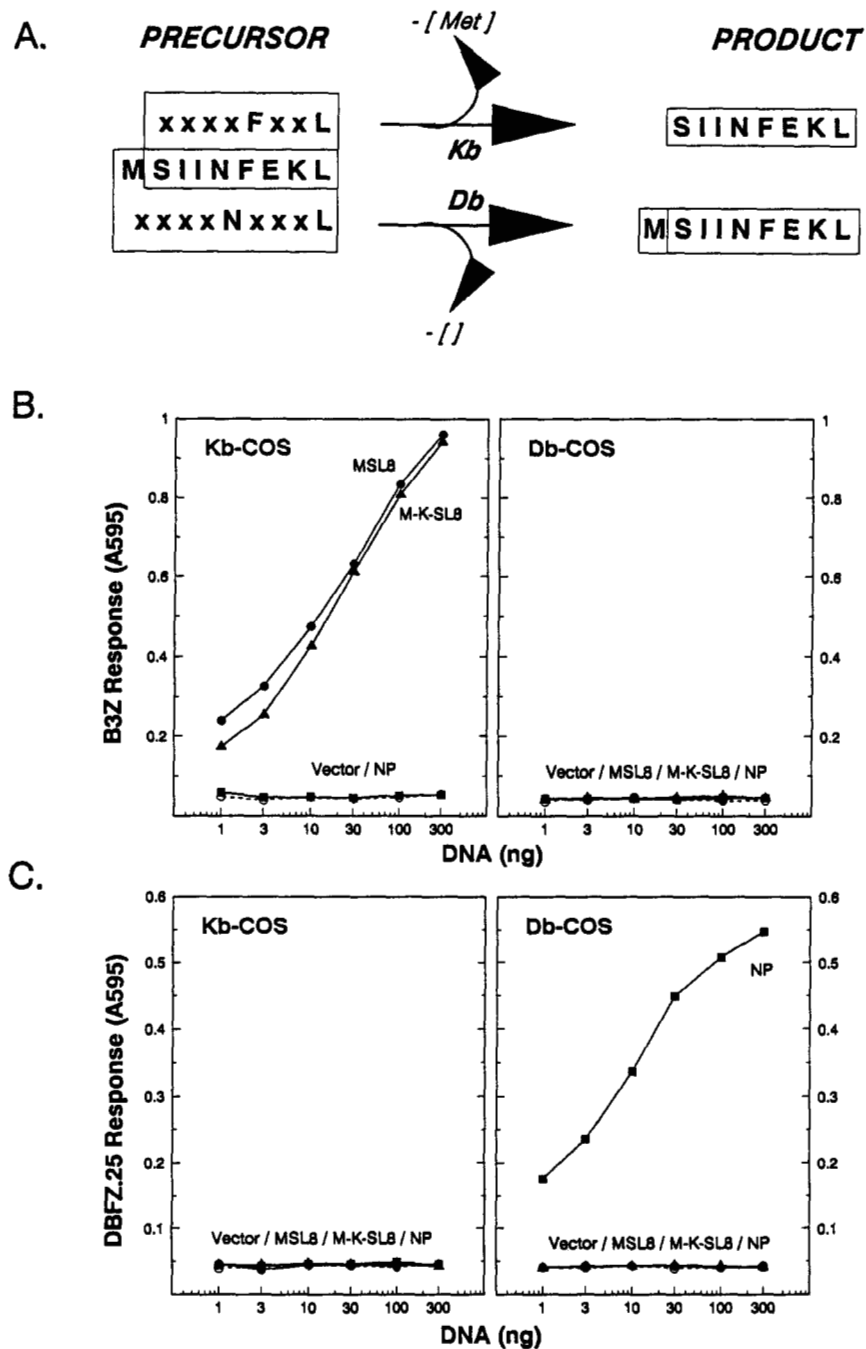 A.
PRECURSOR
- [ Met ]
PRODUCT
x x x x F x x L
Kb
S I I N F E K L
M S I I N F E K L
Db
x x x x N x x x L
M S I I N F E K L
- [ ]
B.
B3Z Response (A595)
1
0.8
0.6
0.4
0.2
Kb-COS
MSL8
M-K-SL8
Vector / NP
1 3 10 30 100 300
Db-COS
Vector / MSL8 / M-K-SL8 / NP
1 3 10 30 100 300
1
0.8
0.6
0.4
0.2
DNA (ng)
C.
DBFZ.25 Response (A595)
0.6
0.5
0.4
0.3
0.2
0.1
Kb-COS
Vector / MSL8 / M-K-SL8 / NP
1 3 10 30 100 300
Db-COS
NP
Vector / MSL8 / M-K-SL8 / NP
1 3 10 30 100 300
0.6
0.5
0.4
0.3
0.2
0.1
DNA (ng)